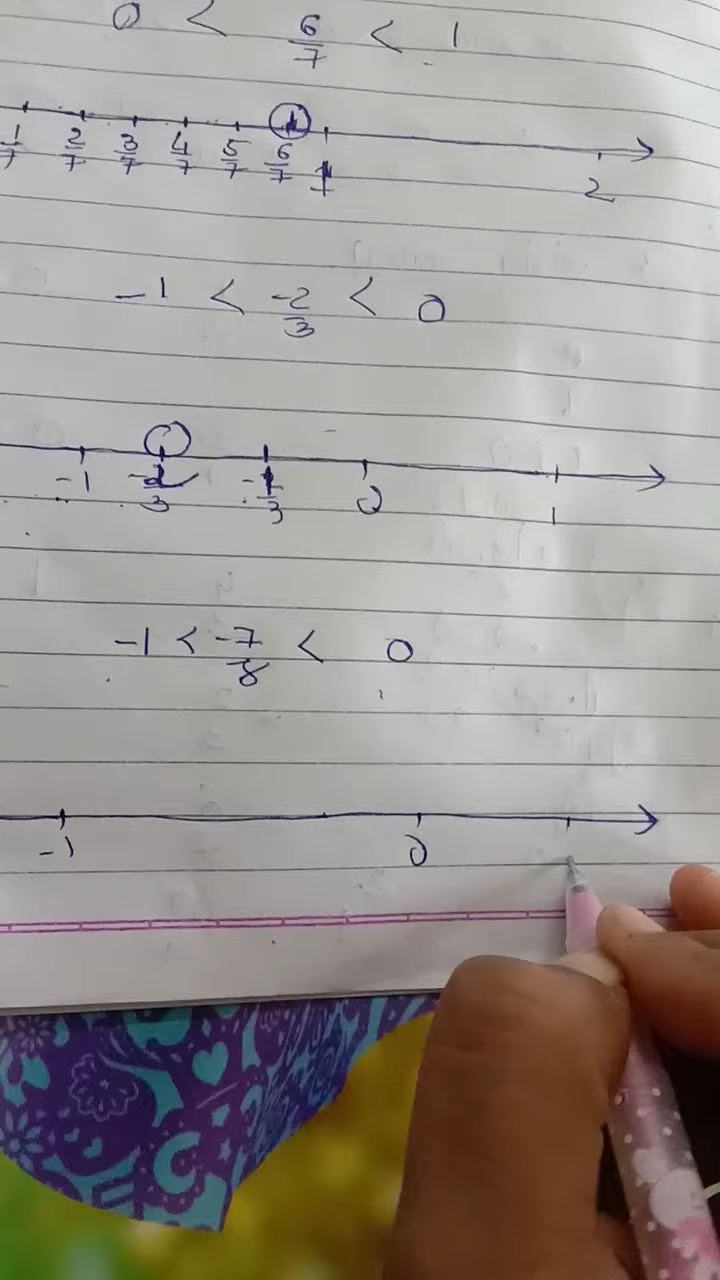 0 < 6/7 < 1
1/7 2/7 3/7 4/7 5/7 6/7 1 2
-1 < -2/3 < 0
-1 -2/3 -1/3 0 1
-1 < -7/8 < 0
-1 0